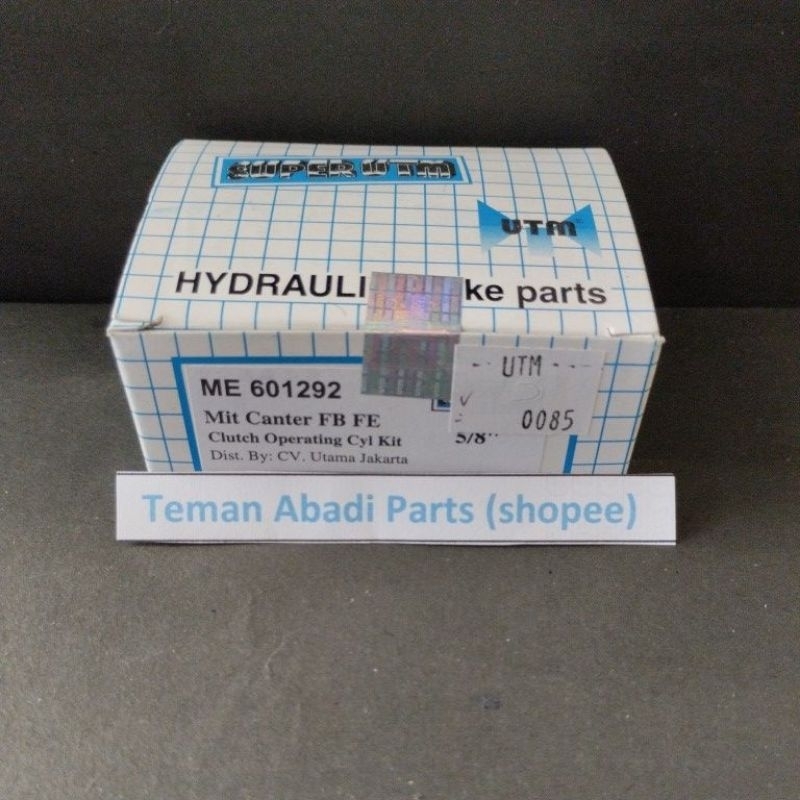 SUPER UTM
UTM
HYDRAULI ke parts
UTM
0085
ME 601292
Mit Canter FB FE
Clutch Operating Cyl Kit 5/8"
Dist. By: CV. Utama Jakarta
Teman Abadi Parts (shopee)